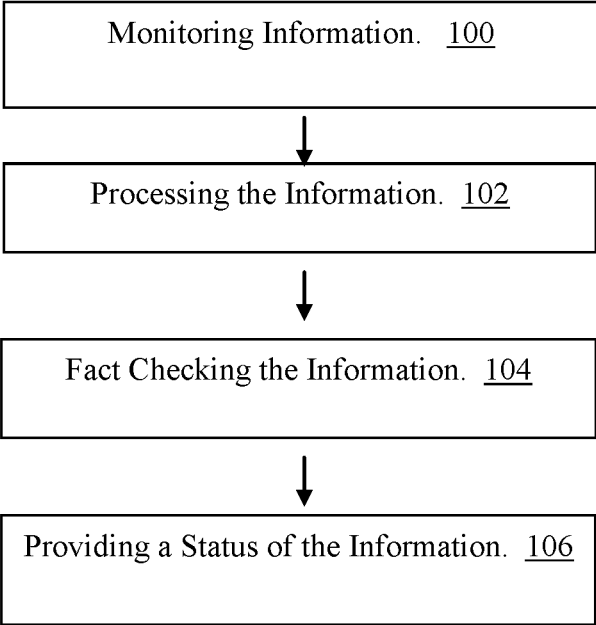 Monitoring Information. 100
Processing the Information. 102
Fact Checking the Information. 104
Providing a Status of the Information. 106